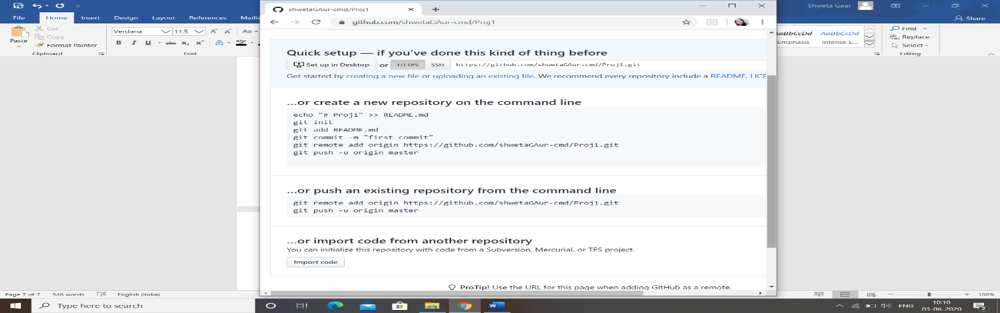 shwetaGAur-cmd/Proj1
Shweta Gaur
File Home Insert Design Layout References Maili
Share
github.com/shwetaGAur-cmd/Proj1
Paste
Cut
Copy
Format Painter
Clipboard
Verdana 11.5
B I U abc X₂ X²
Aa
Font
AaBbCcDd AaBbCcDd
Emphasis Intense E...
Find
Replace
Select
Editing
Quick setup — if you've done this kind of thing before
Set up in Desktop or HTTPS SSH https://github.com/shwetaGAur-cmd/Proj1.git
Get started by creating a new file or uploading an existing file. We recommend every repository include a README, LICE
...or create a new repository on the command line
echo "# Proj1" >> README.md
git init
git add README.md
git commit -m "first commit"
git remote add origin https://github.com/shwetaGAur-cmd/Proj1.git
git push -u origin master
...or push an existing repository from the command line
git remote add origin https://github.com/shwetaGAur-cmd/Proj1.git
git push -u origin master
...or import code from another repository
You can initialize this repository with code from a Subversion, Mercurial, or TFS project.
Import code
ProTip! Use the URL for this page when adding GitHub as a remote.
Page 7 of 7 546 words English (India)
100%
Type here to search
ENG
10:10
03-06-2020
2